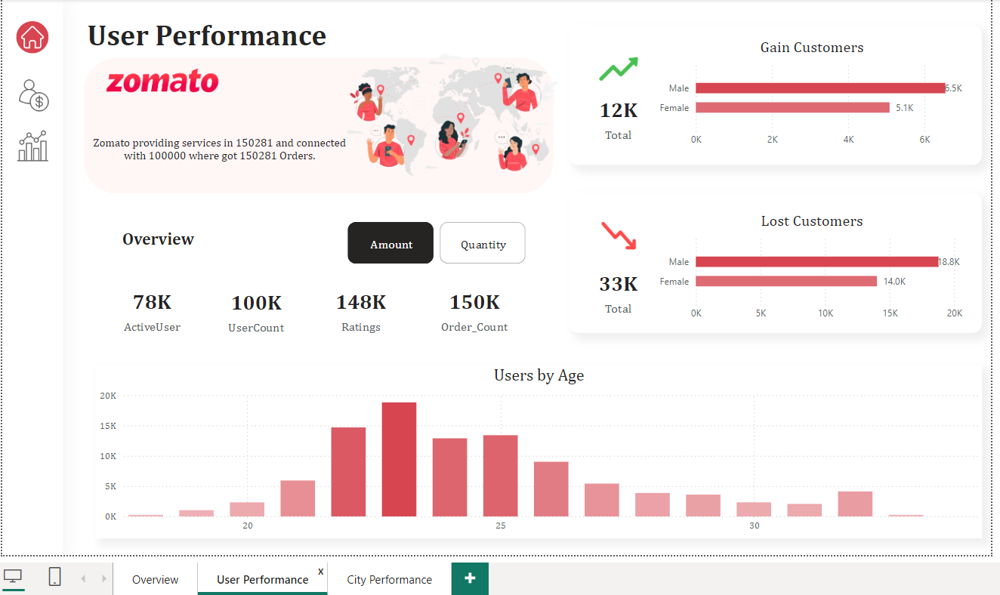 User Performance
zomato
Zomato providing services in 150281 and connected
with 100000 where got 150281 Orders.
Gain Customers
12K
Total
Male
6.5K
Female
5.1K
0K
2K
4K
6K
Overview
Amount
Quantity
78K
ActiveUser
100K
UserCount
148K
Ratings
150K
Order_Count
Lost Customers
33K
Total
Male
18.8K
Female
14.0K
0K
5K
10K
15K
20K
Users by Age
20K
15K
10K
5K
0K
20
25
30
Overview
User Performance
x
City Performance
+